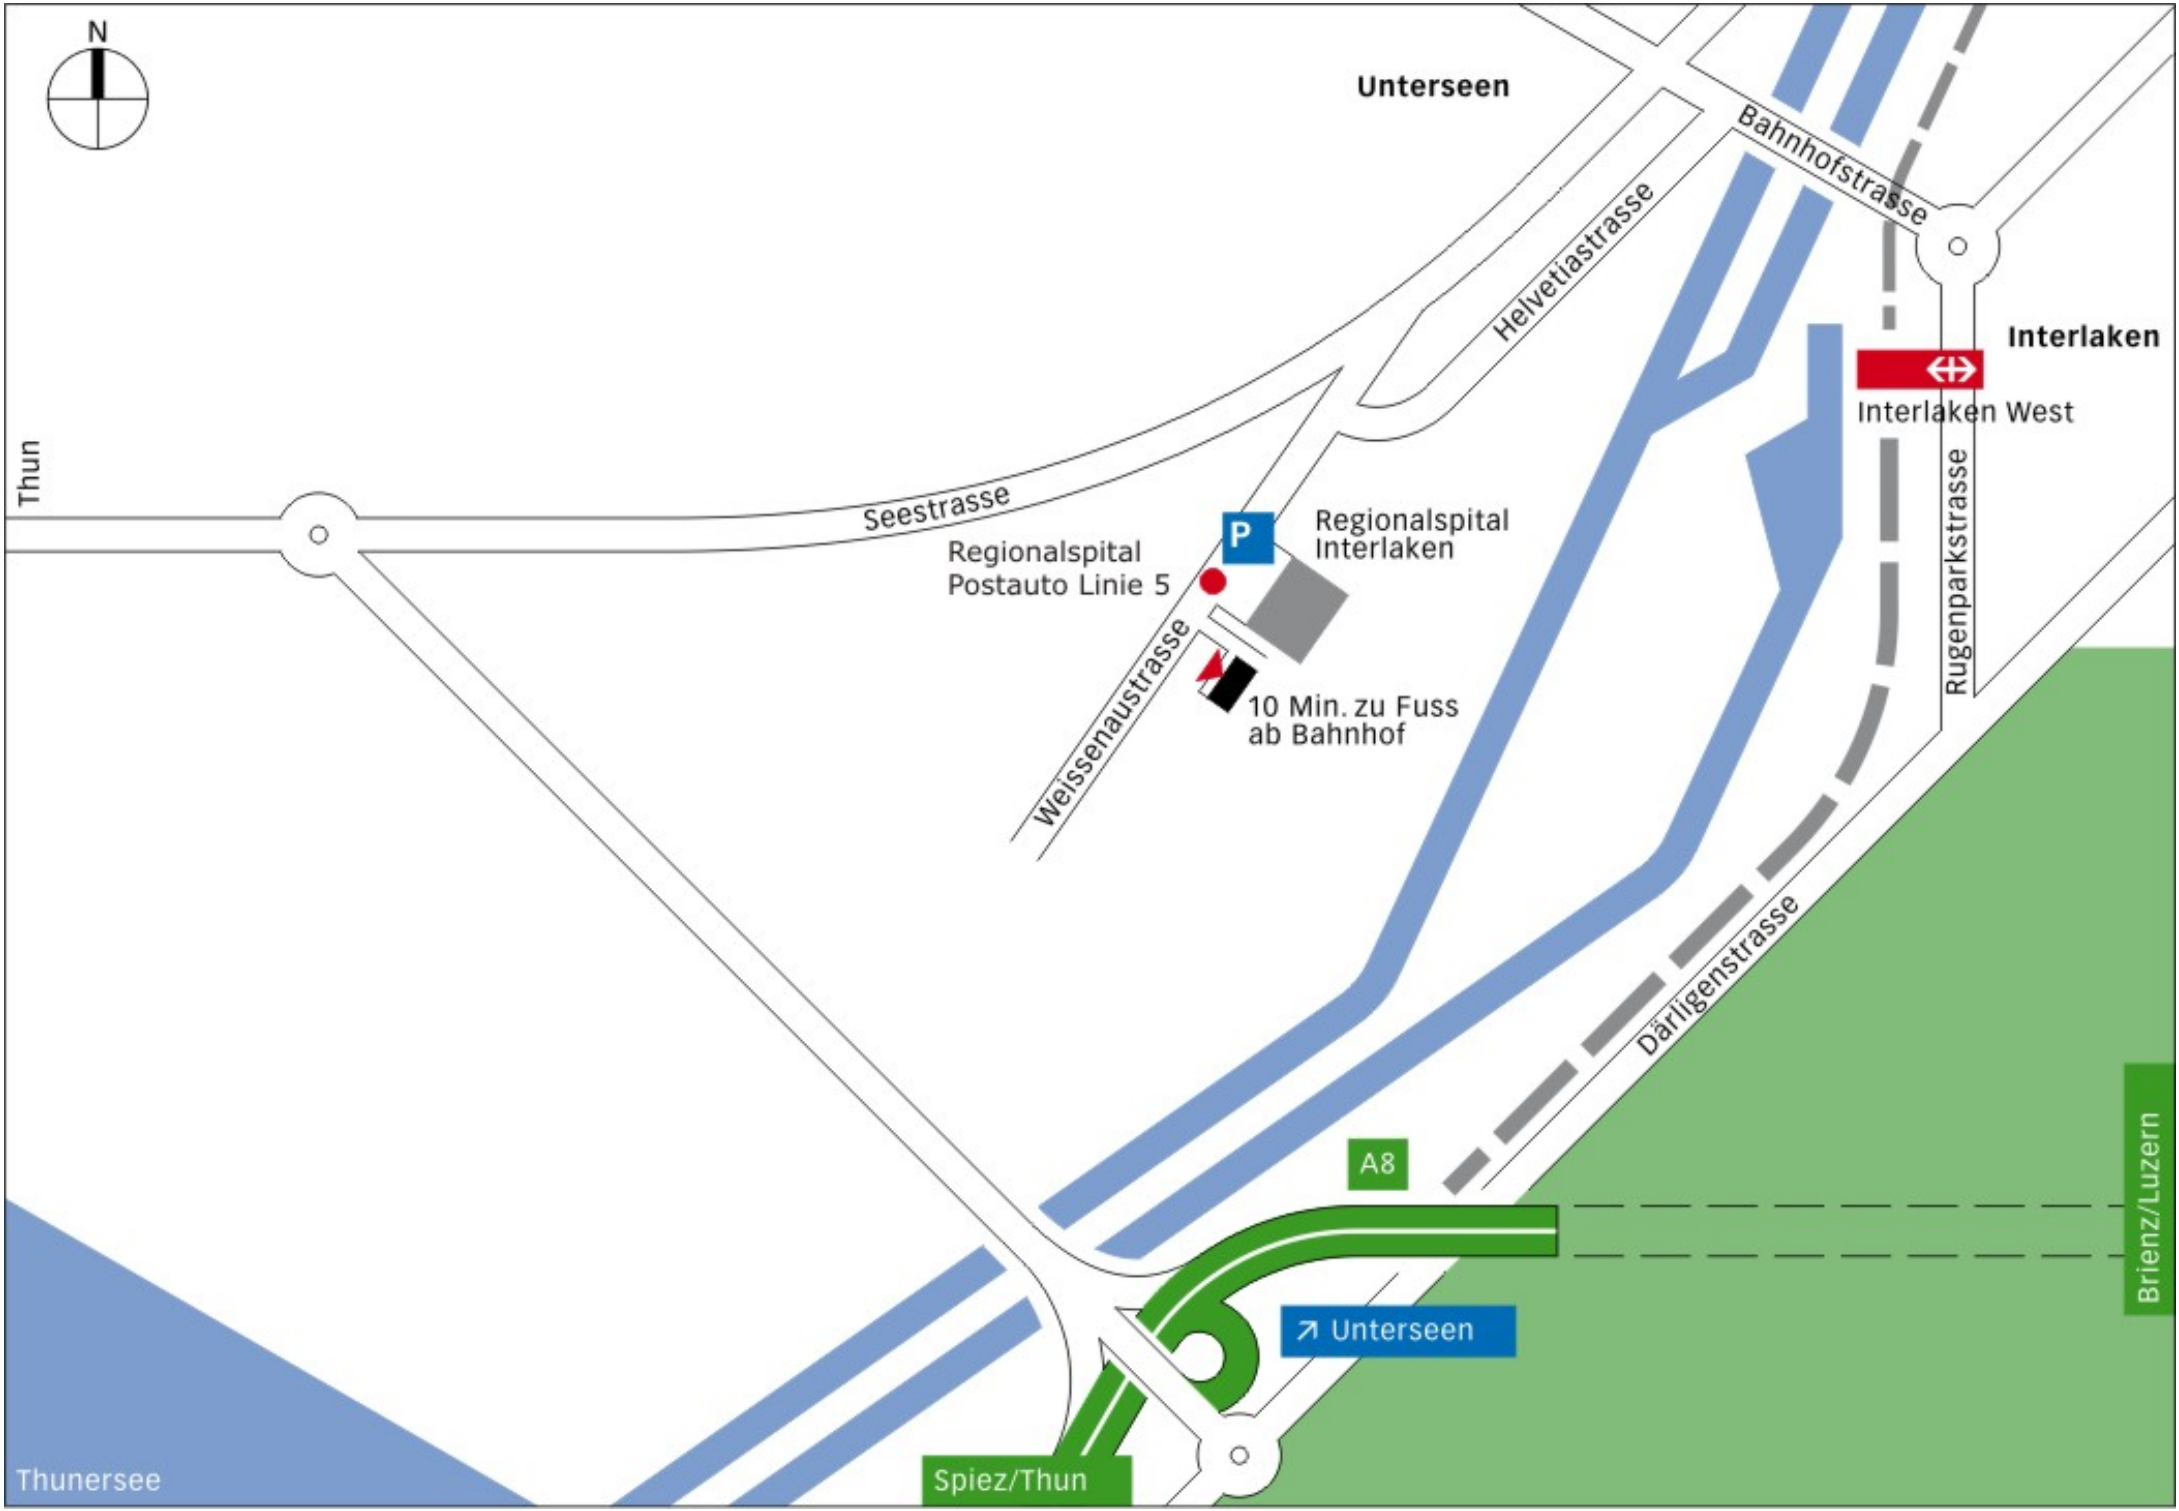 N
Unterseen
Bahnhofstrasse
Helvetiastrasse
Interlaken
Interlaken West
Thun
Seestrasse
P
Regionalspital
Interlaken
Regionalspital
Postauto Linie 5
Rugenparkstrasse
Weissenaustrasse
10 Min. zu Fuss
ab Bahnhof
Därligenstrasse
A8
Brienz/Luzern
↗ Unterseen
Thunersee
Spiez/Thun